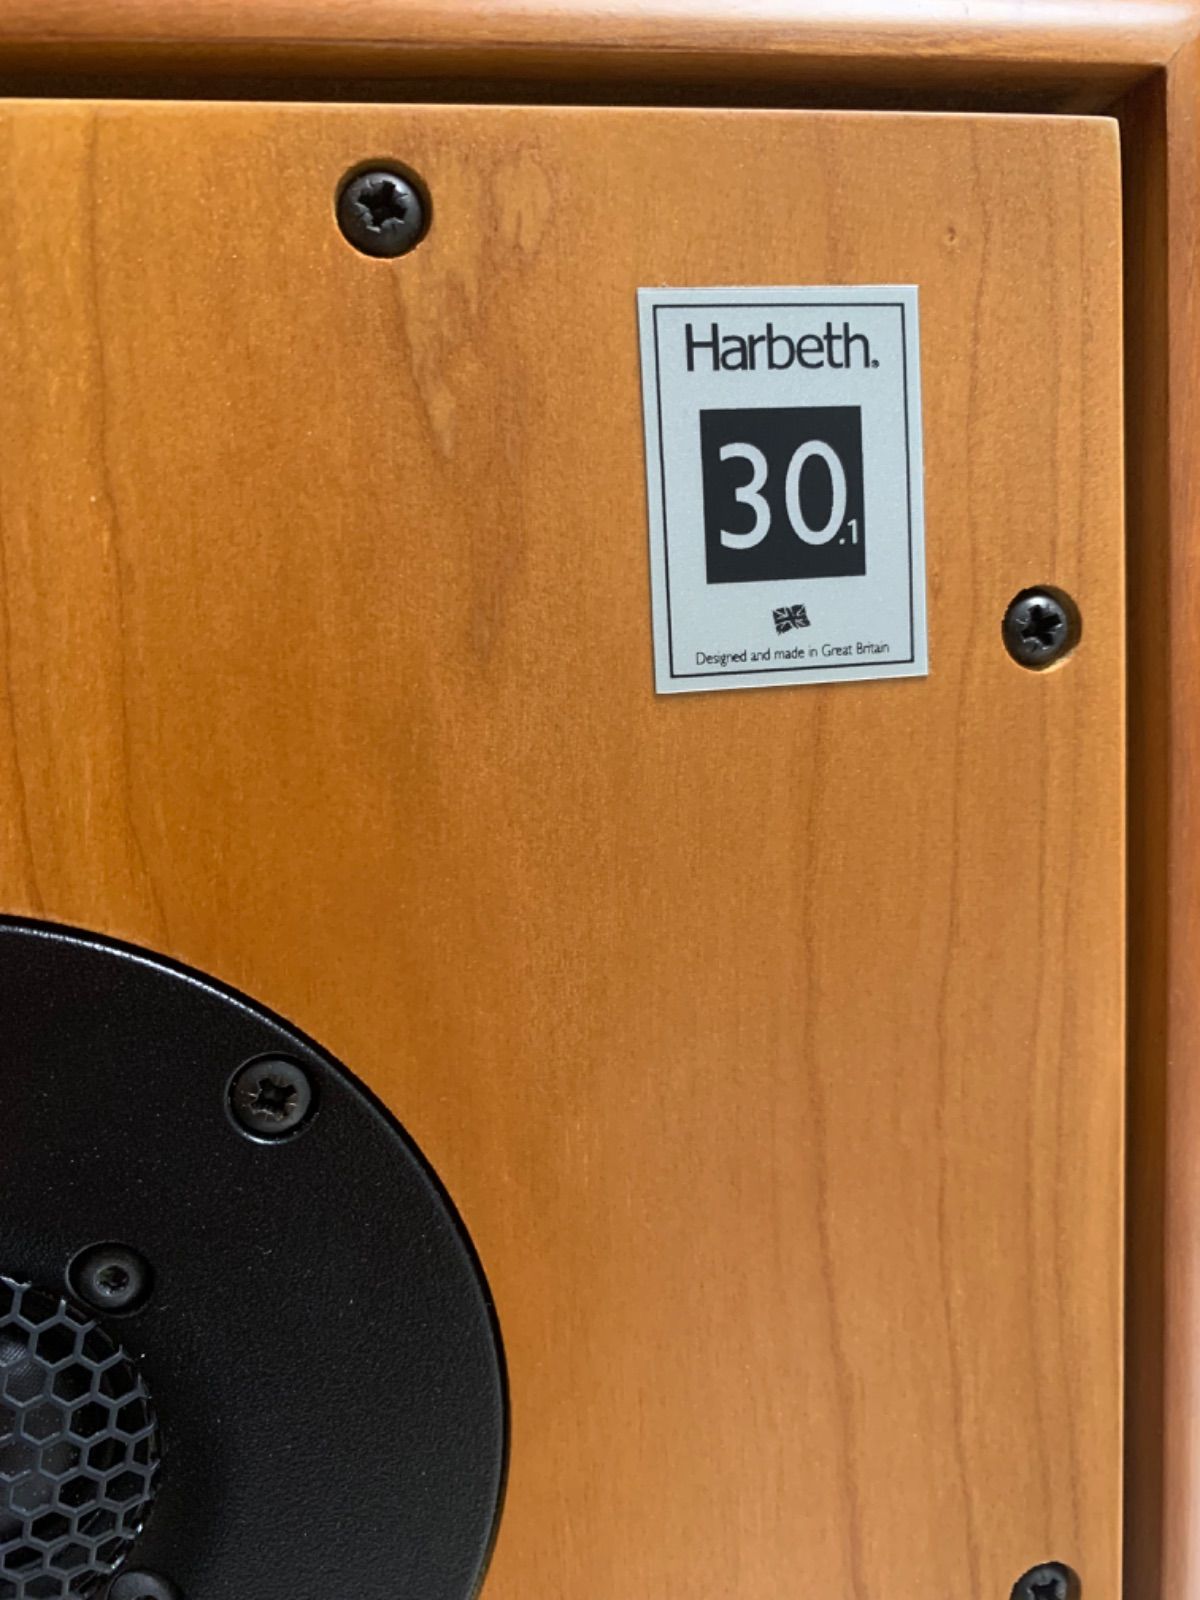 Harbeth.
30.1
Designed and made in Great Britain